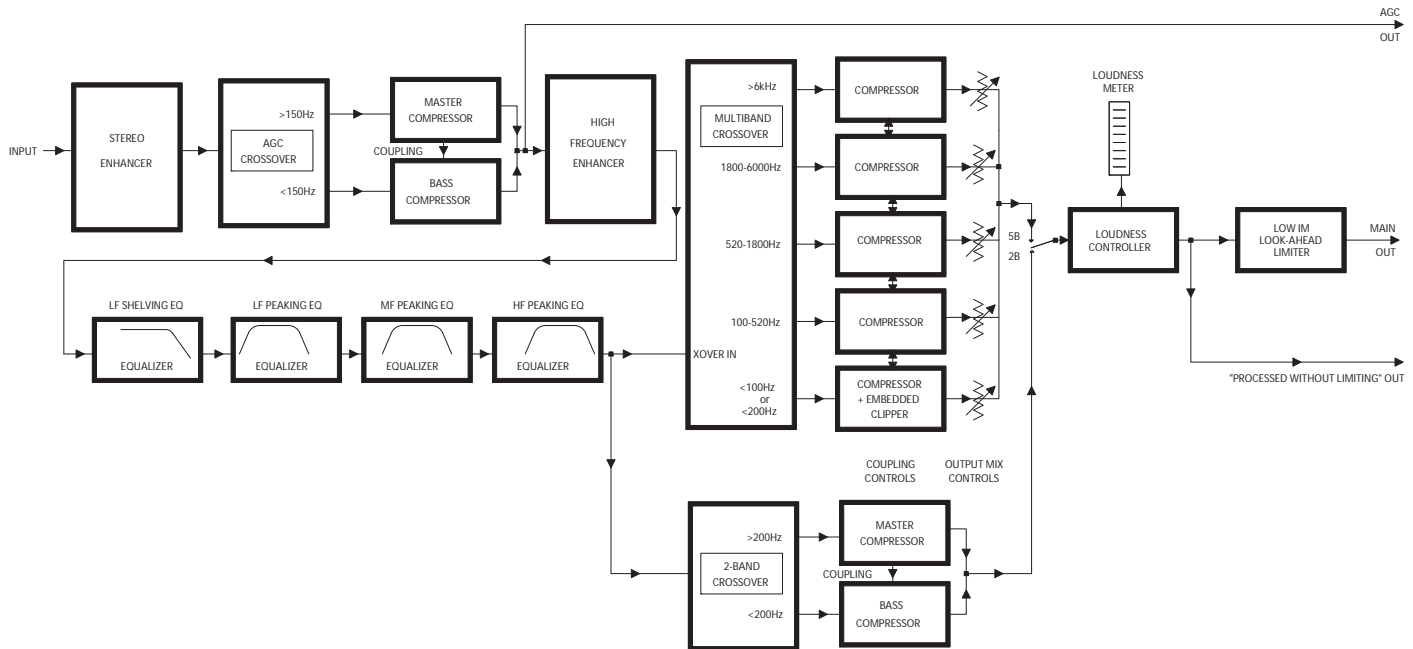 AGC
OUT
INPUT
STEREO
ENHANCER
>150Hz
AGC
CROSSOVER
<150Hz
MASTER
COMPRESSOR
COUPLING
BASS
COMPRESSOR
HIGH
FREQUENCY
ENHANCER
LF SHELVING EQ
EQUALIZER
LF PEAKING EQ
EQUALIZER
MF PEAKING EQ
EQUALIZER
HF PEAKING EQ
EQUALIZER
>6kHz
MULTIBAND
CROSSOVER
1800-6000Hz
520-1800Hz
100-520Hz
XOVER IN
<100Hz
or
<200Hz
COMPRESSOR
COMPRESSOR
COMPRESSOR
COMPRESSOR
COMPRESSOR
+ EMBEDDED
CLIPPER
COUPLING
CONTROLS
OUTPUT MIX
CONTROLS
5B
2B
LOUDNESS
METER
LOUDNESS
CONTROLLER
LOW IM
LOOK-AHEAD
LIMITER
MAIN
OUT
"PROCESSED WITHOUT LIMITING" OUT
>200Hz
2-BAND
CROSSOVER
<200Hz
MASTER
COMPRESSOR
COUPLING
BASS
COMPRESSOR